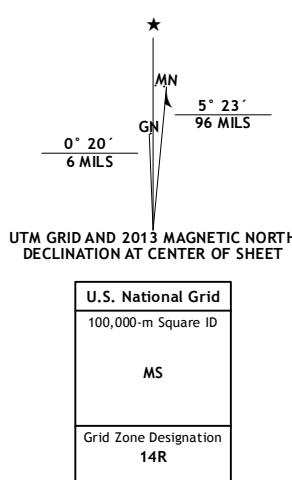 ★
MN
GN
5° 23´
96 MILS
0° 20´
6 MILS
UTM GRID AND 2013 MAGNETIC NORTH
DECLINATION AT CENTER OF SHEET
U.S. National Grid
100,000-m Square ID
MS
Grid Zone Designation
14R